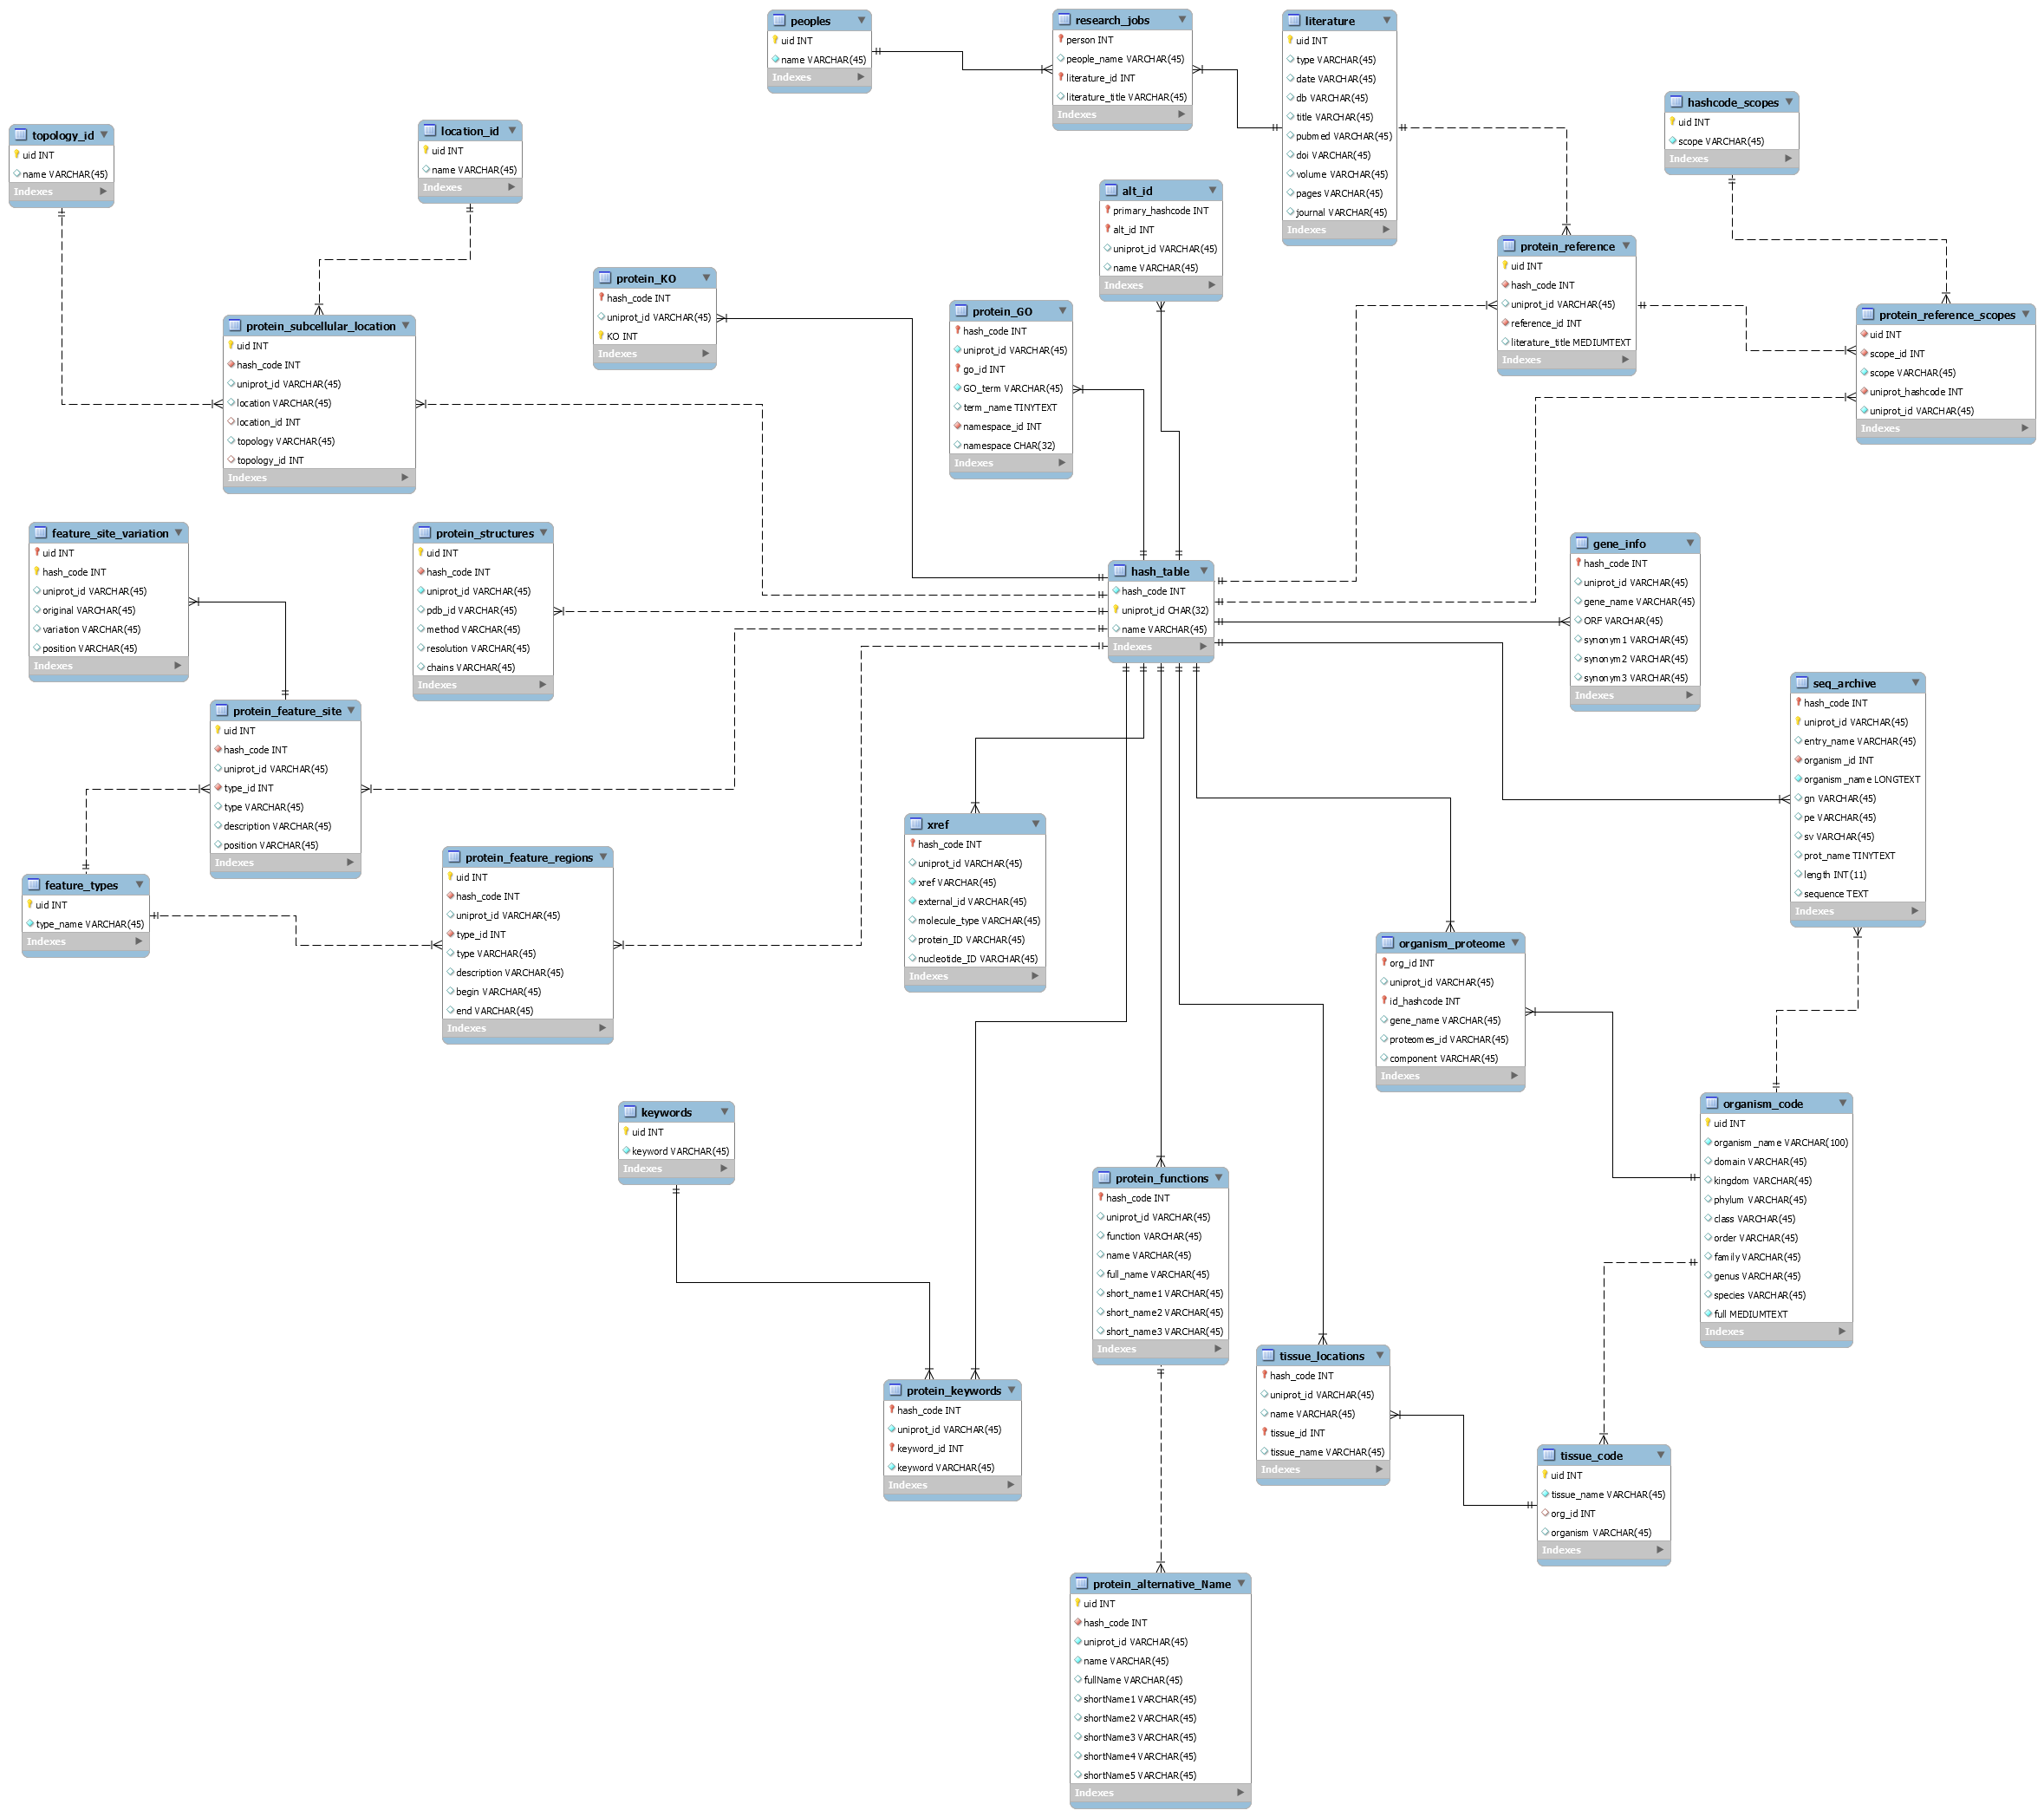 peoples
uid INT
name VARCHAR(45)
Indexes
research_jobs
person INT
people_name VARCHAR(45)
literature_id INT
literature_title VARCHAR(45)
Indexes
literature
uid INT
type VARCHAR(45)
date VARCHAR(45)
db VARCHAR(45)
title VARCHAR(45)
pubmed VARCHAR(45)
doi VARCHAR(45)
volume VARCHAR(45)
pages VARCHAR(45)
journal VARCHAR(45)
Indexes
hashcode_scopes
uid INT
scope VARCHAR(45)
Indexes
topology_id
uid INT
name VARCHAR(45)
Indexes
location_id
uid INT
name VARCHAR(45)
Indexes
alt_id
primary_hashcode INT
alt_id INT
uniprot_id VARCHAR(45)
name VARCHAR(45)
Indexes
protein_reference
uid INT
hash_code INT
uniprot_id VARCHAR(45)
reference_id INT
literature_title MEDIUMTEXT
Indexes
protein_KO
hash_code INT
uniprot_id VARCHAR(45)
KO INT
Indexes
protein_GO
hash_code INT
uniprot_id VARCHAR(45)
go_id INT
GO_term VARCHAR(45)
term_name TINYTEXT
namespace_id INT
namespace CHAR(32)
Indexes
protein_reference_scopes
uid INT
scope_id INT
scope VARCHAR(45)
uniprot_hashcode INT
uniprot_id VARCHAR(45)
Indexes
protein_subcellular_location
uid INT
hash_code INT
uniprot_id VARCHAR(45)
location VARCHAR(45)
location_id INT
topology VARCHAR(45)
topology_id INT
Indexes
feature_site_variation
uid INT
hash_code INT
uniprot_id VARCHAR(45)
original VARCHAR(45)
variation VARCHAR(45)
position VARCHAR(45)
Indexes
protein_structures
uid INT
hash_code INT
uniprot_id VARCHAR(45)
pdb_id VARCHAR(45)
method VARCHAR(45)
resolution VARCHAR(45)
chains VARCHAR(45)
Indexes
hash_table
hash_code INT
uniprot_id CHAR(32)
name VARCHAR(45)
Indexes
gene_info
hash_code INT
uniprot_id VARCHAR(45)
gene_name VARCHAR(45)
ORF VARCHAR(45)
synonym1 VARCHAR(45)
synonym2 VARCHAR(45)
synonym3 VARCHAR(45)
Indexes
seq_archive
hash_code INT
uniprot_id VARCHAR(45)
entry_name VARCHAR(45)
organism_id INT
organism_name LONGTEXT
gn VARCHAR(45)
pe VARCHAR(45)
sv VARCHAR(45)
prot_name TINYTEXT
length INT(11)
sequence TEXT
Indexes
protein_feature_site
uid INT
hash_code INT
uniprot_id VARCHAR(45)
type_id INT
type VARCHAR(45)
description VARCHAR(45)
position VARCHAR(45)
Indexes
feature_types
uid INT
type_name VARCHAR(45)
Indexes
protein_feature_regions
uid INT
hash_code INT
uniprot_id VARCHAR(45)
type_id INT
type VARCHAR(45)
description VARCHAR(45)
begin VARCHAR(45)
end VARCHAR(45)
Indexes
xref
hash_code INT
uniprot_id VARCHAR(45)
xref VARCHAR(45)
external_id VARCHAR(45)
molecule_type VARCHAR(45)
protein_ID VARCHAR(45)
nucleotide_ID VARCHAR(45)
Indexes
organism_proteome
org_id INT
uniprot_id VARCHAR(45)
id_hashcode INT
gene_name VARCHAR(45)
proteomes_id VARCHAR(45)
component VARCHAR(45)
Indexes
organism_code
uid INT
organism_name VARCHAR(100)
domain VARCHAR(45)
kingdom VARCHAR(45)
phylum VARCHAR(45)
class VARCHAR(45)
order VARCHAR(45)
family VARCHAR(45)
genus VARCHAR(45)
species VARCHAR(45)
full MEDIUMTEXT
Indexes
keywords
uid INT
keyword VARCHAR(45)
Indexes
protein_functions
hash_code INT
uniprot_id VARCHAR(45)
function VARCHAR(45)
name VARCHAR(45)
full_name VARCHAR(45)
short_name1 VARCHAR(45)
short_name2 VARCHAR(45)
short_name3 VARCHAR(45)
Indexes
tissue_locations
hash_code INT
uniprot_id VARCHAR(45)
name VARCHAR(45)
tissue_id INT
tissue_name VARCHAR(45)
Indexes
protein_keywords
hash_code INT
uniprot_id VARCHAR(45)
keyword_id INT
keyword VARCHAR(45)
Indexes
tissue_code
uid INT
tissue_name VARCHAR(45)
org_id INT
organism VARCHAR(45)
Indexes
protein_alternative_Name
uid INT
hash_code INT
uniprot_id VARCHAR(45)
name VARCHAR(45)
fullName VARCHAR(45)
shortName1 VARCHAR(45)
shortName2 VARCHAR(45)
shortName3 VARCHAR(45)
shortName4 VARCHAR(45)
shortName5 VARCHAR(45)
Indexes